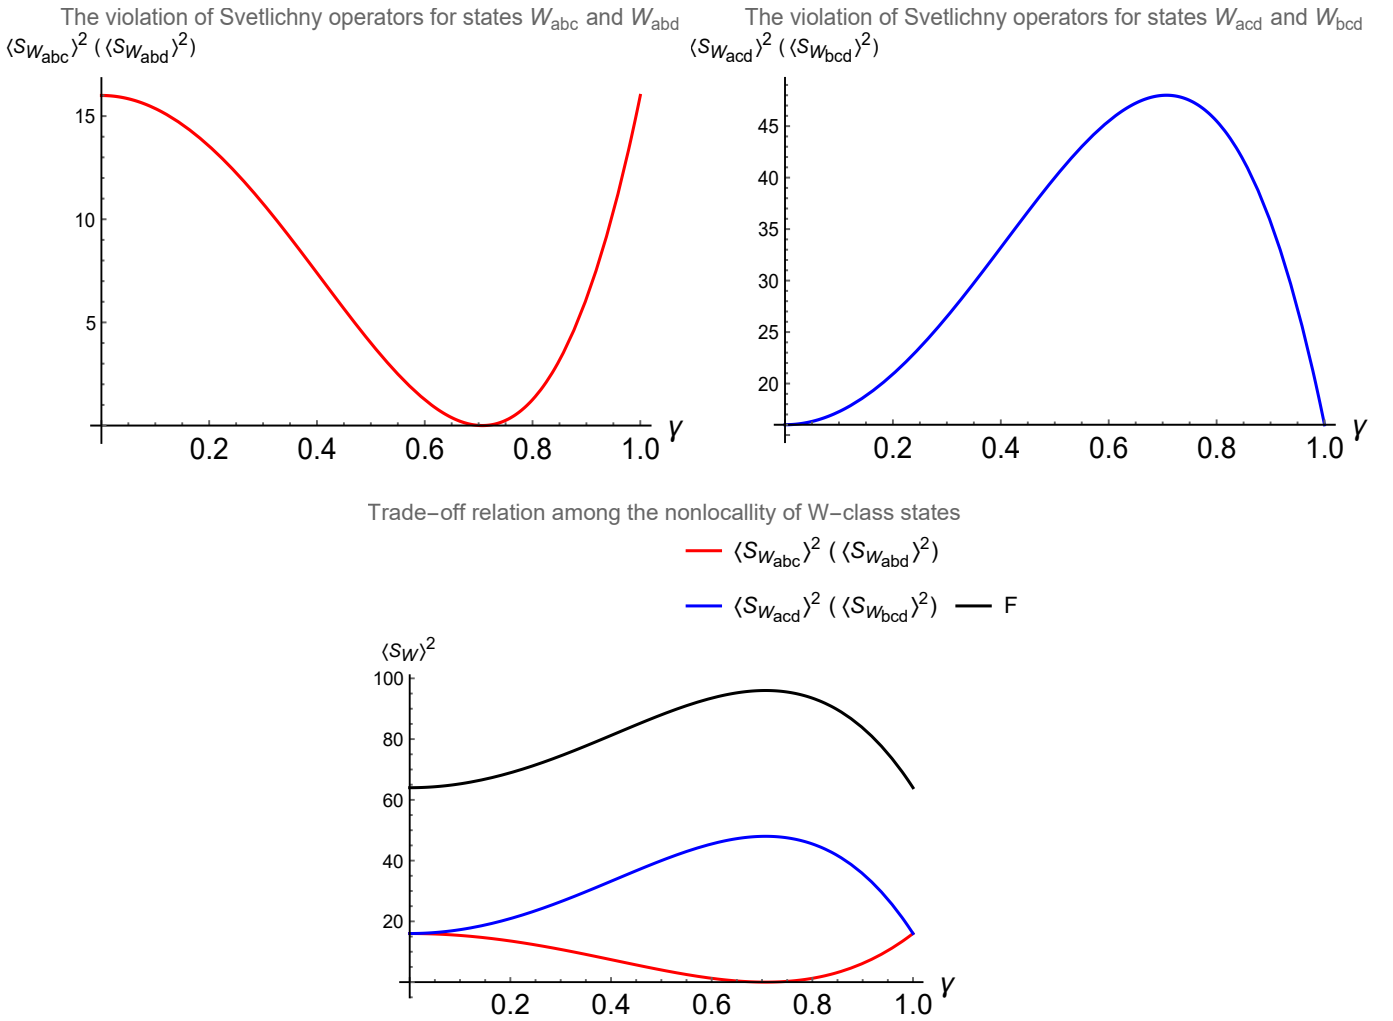 The violation of Svetlichny operators for states W_abc and W_abd
⟨S_W_abc⟩² (⟨S_W_abd⟩²)
15
10
5
0.2 0.4 0.6 0.8 1.0 γ
The violation of Svetlichny operators for states W_acd and W_bcd
⟨S_W_acd⟩² (⟨S_W_bcd⟩²)
45
40
35
30
25
20
0.2 0.4 0.6 0.8 1.0 γ
Trade−off relation among the nonlocallity of W−class states
⟨S_W_abc⟩² (⟨S_W_abd⟩²)
⟨S_W_acd⟩² (⟨S_W_bcd⟩²) F
⟨S_W⟩²
100
80
60
40
20
0.2 0.4 0.6 0.8 1.0 γ